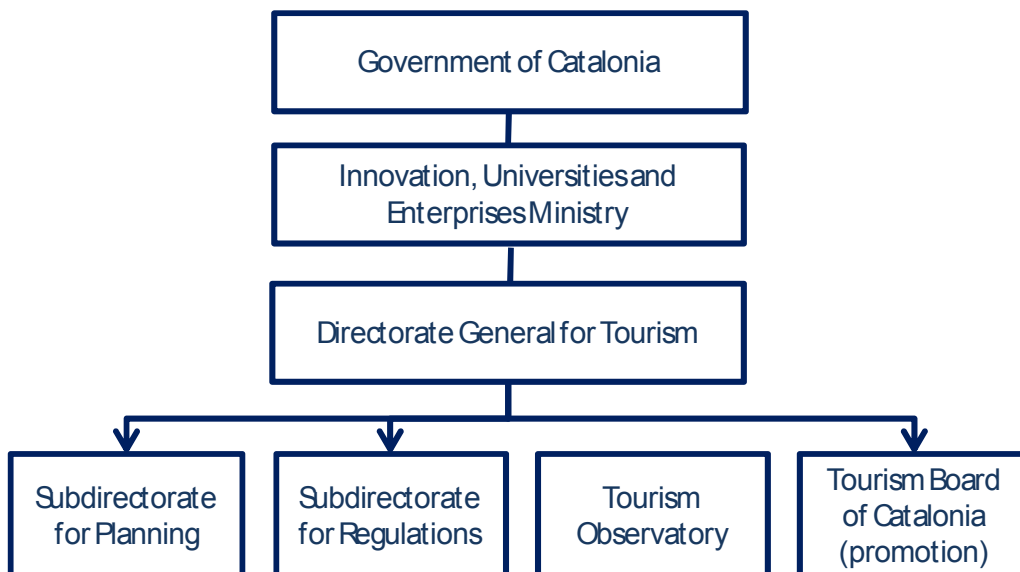 Government of Catalonia
Innovation, Universities and
Enterprises Ministry
Directorate General for Tourism
Subdirectorate
for Planning
Subdirectorate
for Regulations
Tourism
Observatory
Tourism Board
of Catalonia
(promotion)